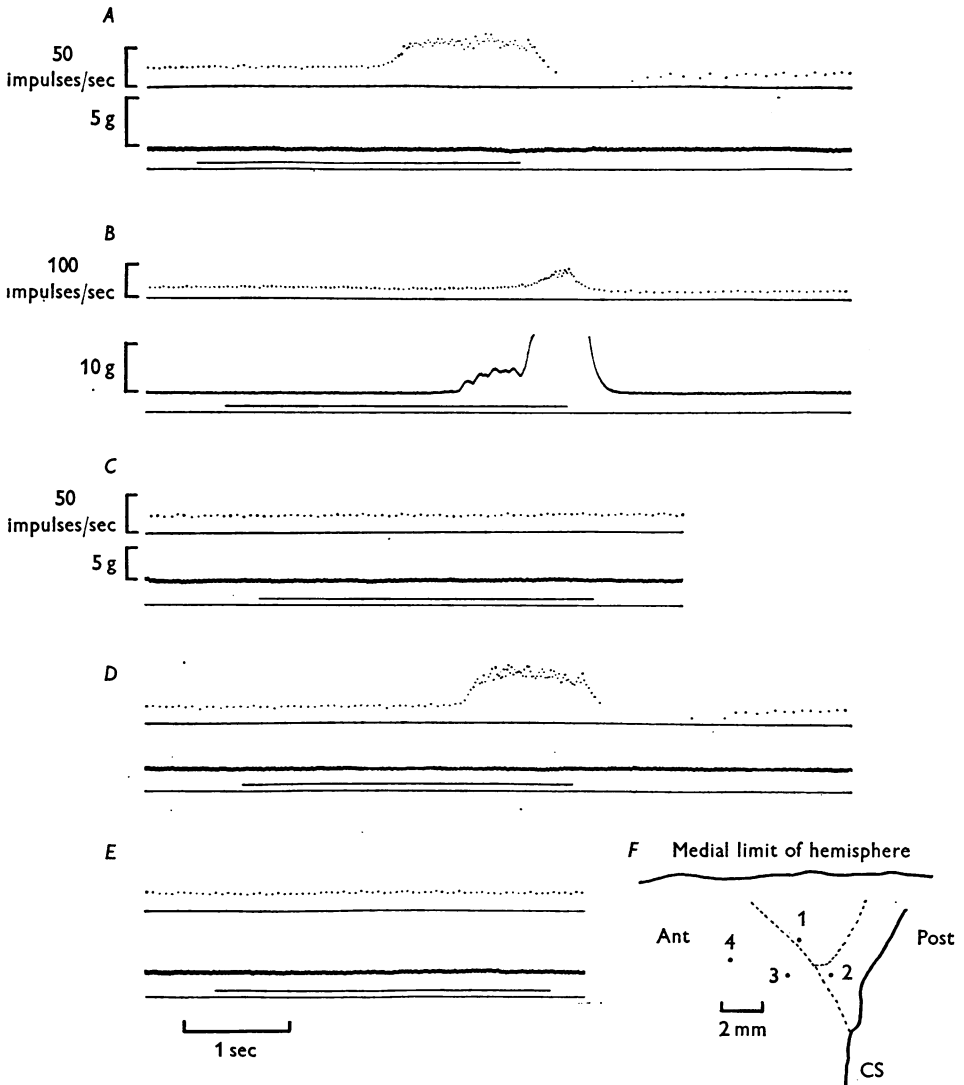 A
50
impulses/sec
5 g
B
100
impulses/sec
10 g
C
50
impulses/sec
5 g
D
E
1 sec
F Medial limit of hemisphere
1
Ant
4
Post
3
2
2 mm
CS